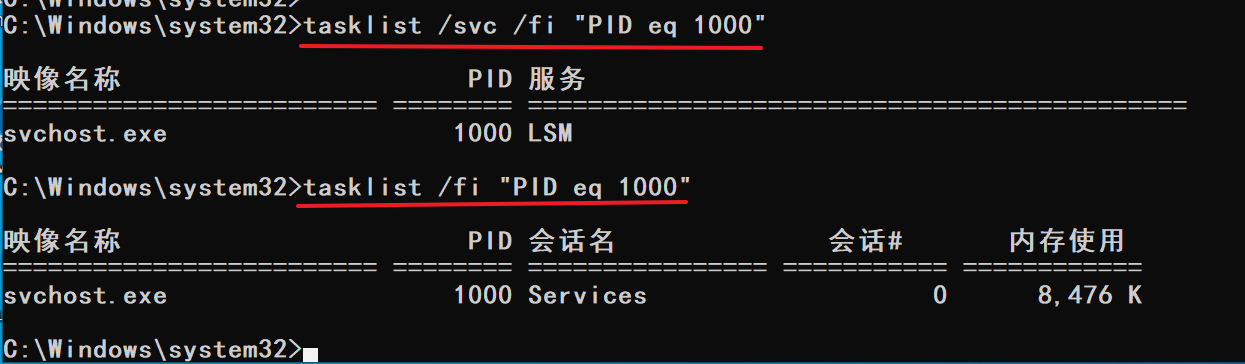 C:\Windows\system32>
C:\Windows\system32>tasklist /svc /fi "PID eq 1000"
映像名称 PID 服务
========================= ======== ============================================
svchost.exe 1000 LSM
C:\Windows\system32>tasklist /fi "PID eq 1000"
映像名称 PID 会话名 会话# 内存使用
========================= ======== ================ =========== ============
svchost.exe 1000 Services 0 8,476 K
C:\Windows\system32>